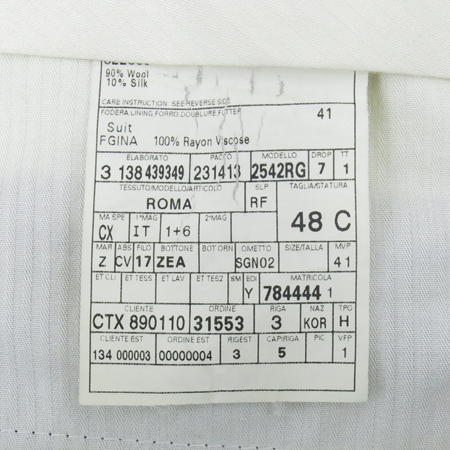 90% Wool
10% Silk
CARE INSTRUCTION SEE REVERSE SIDE
FODERA,LINING,FORRO,DOUBLURE,FUTTER 41
Suit
FGINA 100% Rayon Viscose
ELABORATO PACCO MODELLO DROP TT
3 138 439349 231413 2542RG 7 1
TESSUTO/MODELLO/ARTICOLO SLP TAGLIA/STATURA
ROMA RF 48 C
MA SPE 1°MAG 2°MAG
CX IT 1+6
MAR ABS FILO BOTTONE BOT ORN OMETTO SIZE/TALLA MVP
Z CV 17 ZEA SGN02 41
ET CLI ET TESS ET LAV ET TES2 SM EDI MATRICOLA
Y 784444 1
CLIENTE ORDINE RIGA NAZ TPO
CTX 890110 31553 3 KOR H
CLIENTE EST ORDINE EST RIGEST CAPIRIGA PIC VFP
134 000003 00000004 3 5 1